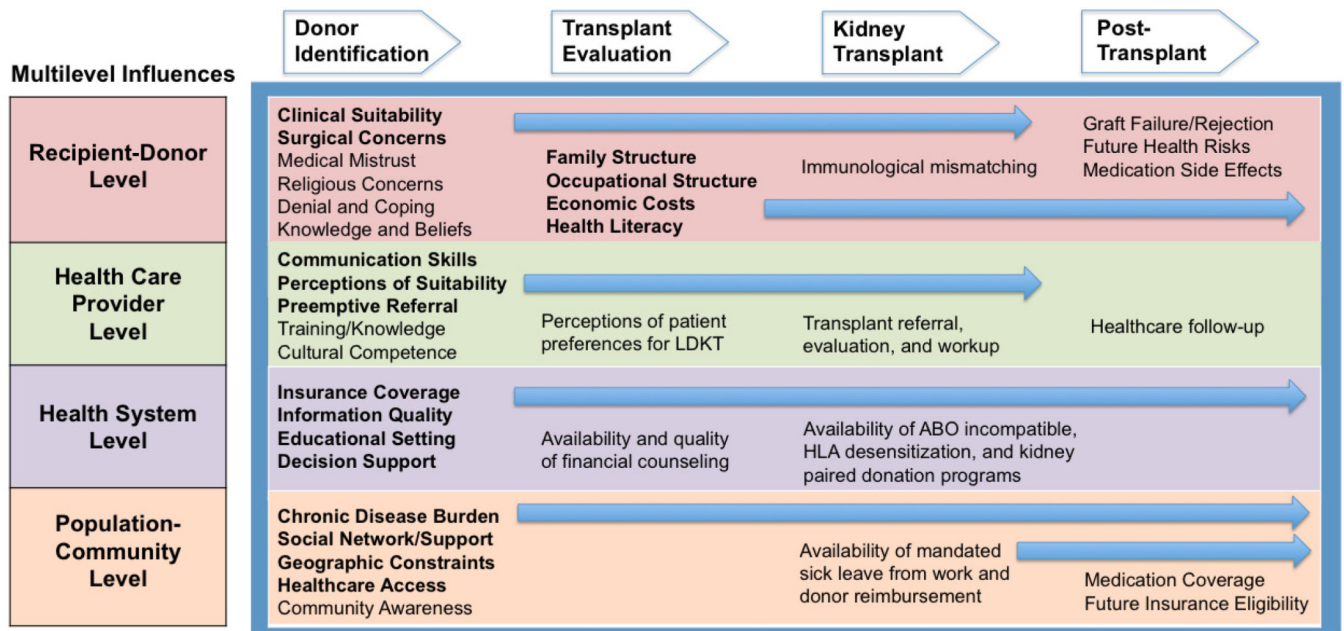 Donor
Identification
Transplant
Evaluation
Kidney
Transplant
Post-
Transplant
Multilevel Influences
Recipient-Donor
Level
Clinical Suitability
Surgical Concerns
Medical Mistrust
Religious Concerns
Denial and Coping
Knowledge and Beliefs
Family Structure
Occupational Structure
Economic Costs
Health Literacy
Immunological mismatching
Graft Failure/Rejection
Future Health Risks
Medication Side Effects
Health Care
Provider
Level
Communication Skills
Perceptions of Suitability
Preemptive Referral
Training/Knowledge
Cultural Competence
Perceptions of patient
preferences for LDKT
Transplant referral,
evaluation, and workup
Healthcare follow-up
Health System
Level
Insurance Coverage
Information Quality
Educational Setting
Decision Support
Availability and quality
of financial counseling
Availability of ABO incompatible,
HLA desensitization, and kidney
paired donation programs
Population-
Community
Level
Chronic Disease Burden
Social Network/Support
Geographic Constraints
Healthcare Access
Community Awareness
Availability of mandated
sick leave from work and
donor reimbursement
Medication Coverage
Future Insurance Eligibility